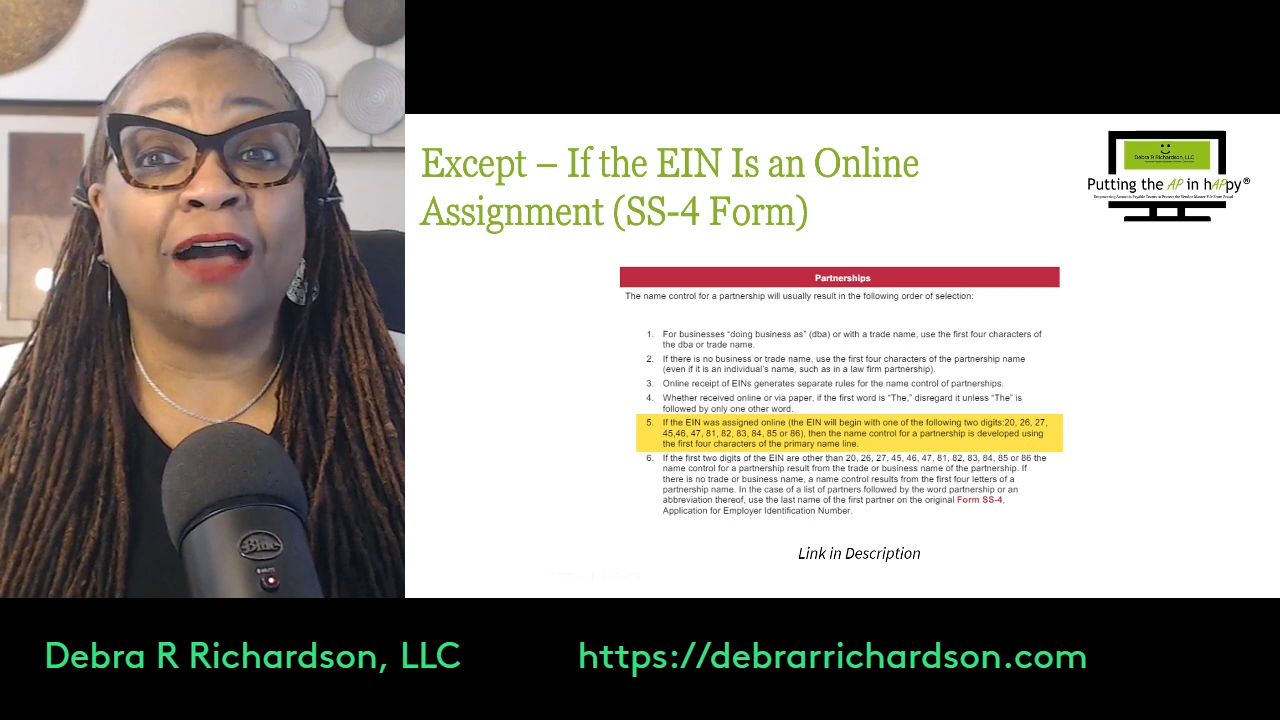 Except – If the EIN Is an Online
Assignment (SS-4 Form)
Debra R Richardson, LLC
Putting the AP in hAPpy®
Partnerships
The name control for a partnership will usually result in the following order of selection:
1. For businesses “doing business as” (dba) or with a trade name, use the first four characters of
the dba or trade name.
2. If there is no business or trade name, use the first four characters of the partnership name
(even if it is an individual’s name, such as in a law firm partnership).
3. Online receipt of EINs generates separate rules for the name control of partnerships.
4. Whether received online or via paper, if the first word is “The,” disregard it unless “The” is
followed by only one other word.
5. If the EIN was assigned online (the EIN will begin with one of the following two digits:20, 26, 27,
45,46, 47, 81, 82, 83, 84, 85 or 86), then the name control for a partnership is developed using
the first four characters of the primary name line.
6. If the first two digits of the EIN are other than 20, 26, 27, 45, 46, 47, 81, 82, 83, 84, 85 or 86 the
name control for a partnership result from the trade or business name of the partnership. If
there is no trade or business name, a name control results from the first four letters of a
partnership name. In the case of a list of partners followed by the word partnership or an
abbreviation thereof, use the last name of the first partner on the original Form SS-4,
Application for Employer Identification Number.
Link in Description
Blue
Debra R Richardson, LLC
https://debrarrichardson.com